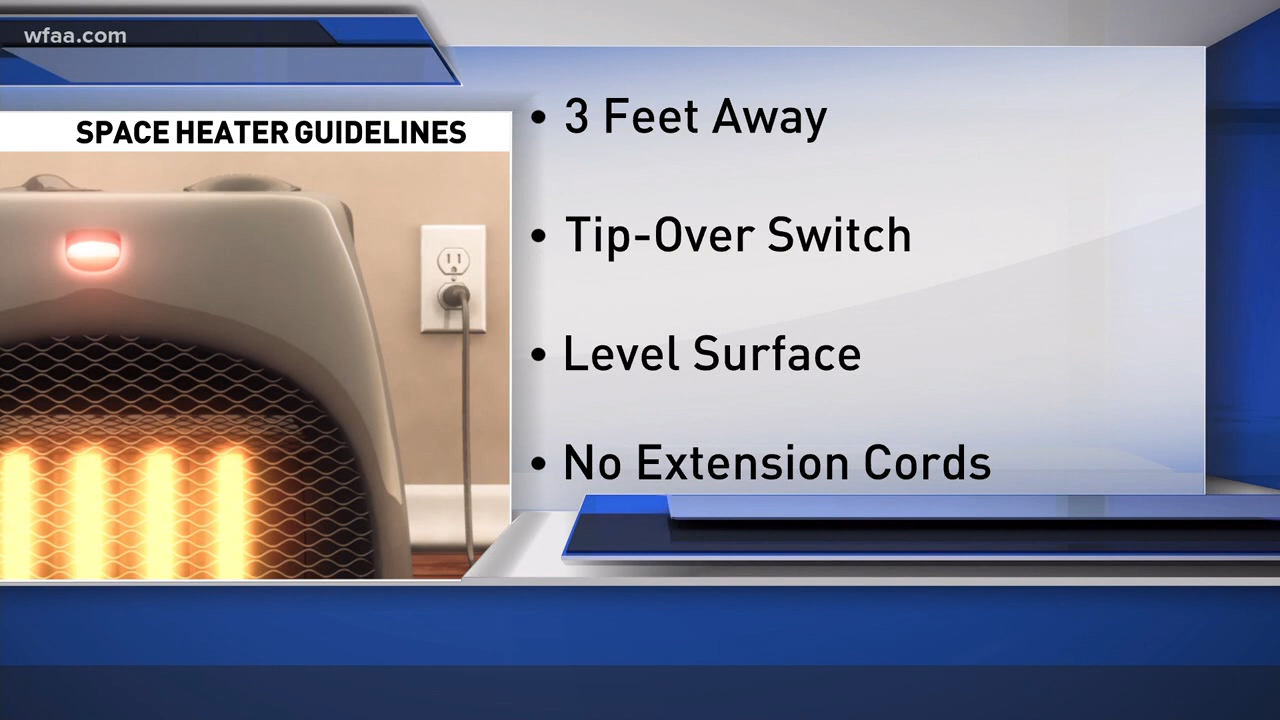 wfaa.com
SPACE HEATER GUIDELINES
• 3 Feet Away
• Tip-Over Switch
• Level Surface
• No Extension Cords